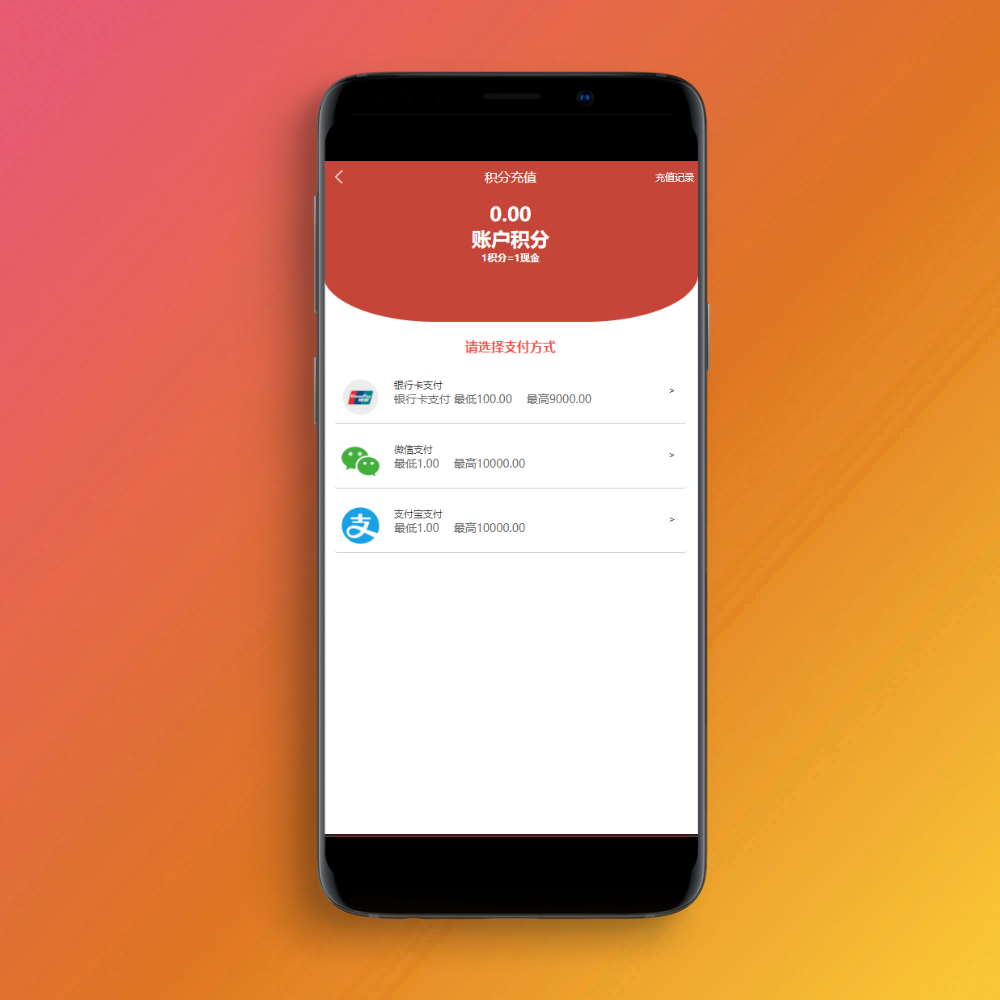 积分充值
充值记录
0.00
账户积分
1积分=1现金
请选择支付方式
银行卡支付
银行卡支付 最低100.00 最高9000.00
>
微信支付
最低1.00 最高10000.00
>
支付宝支付
最低1.00 最高10000.00
>
支